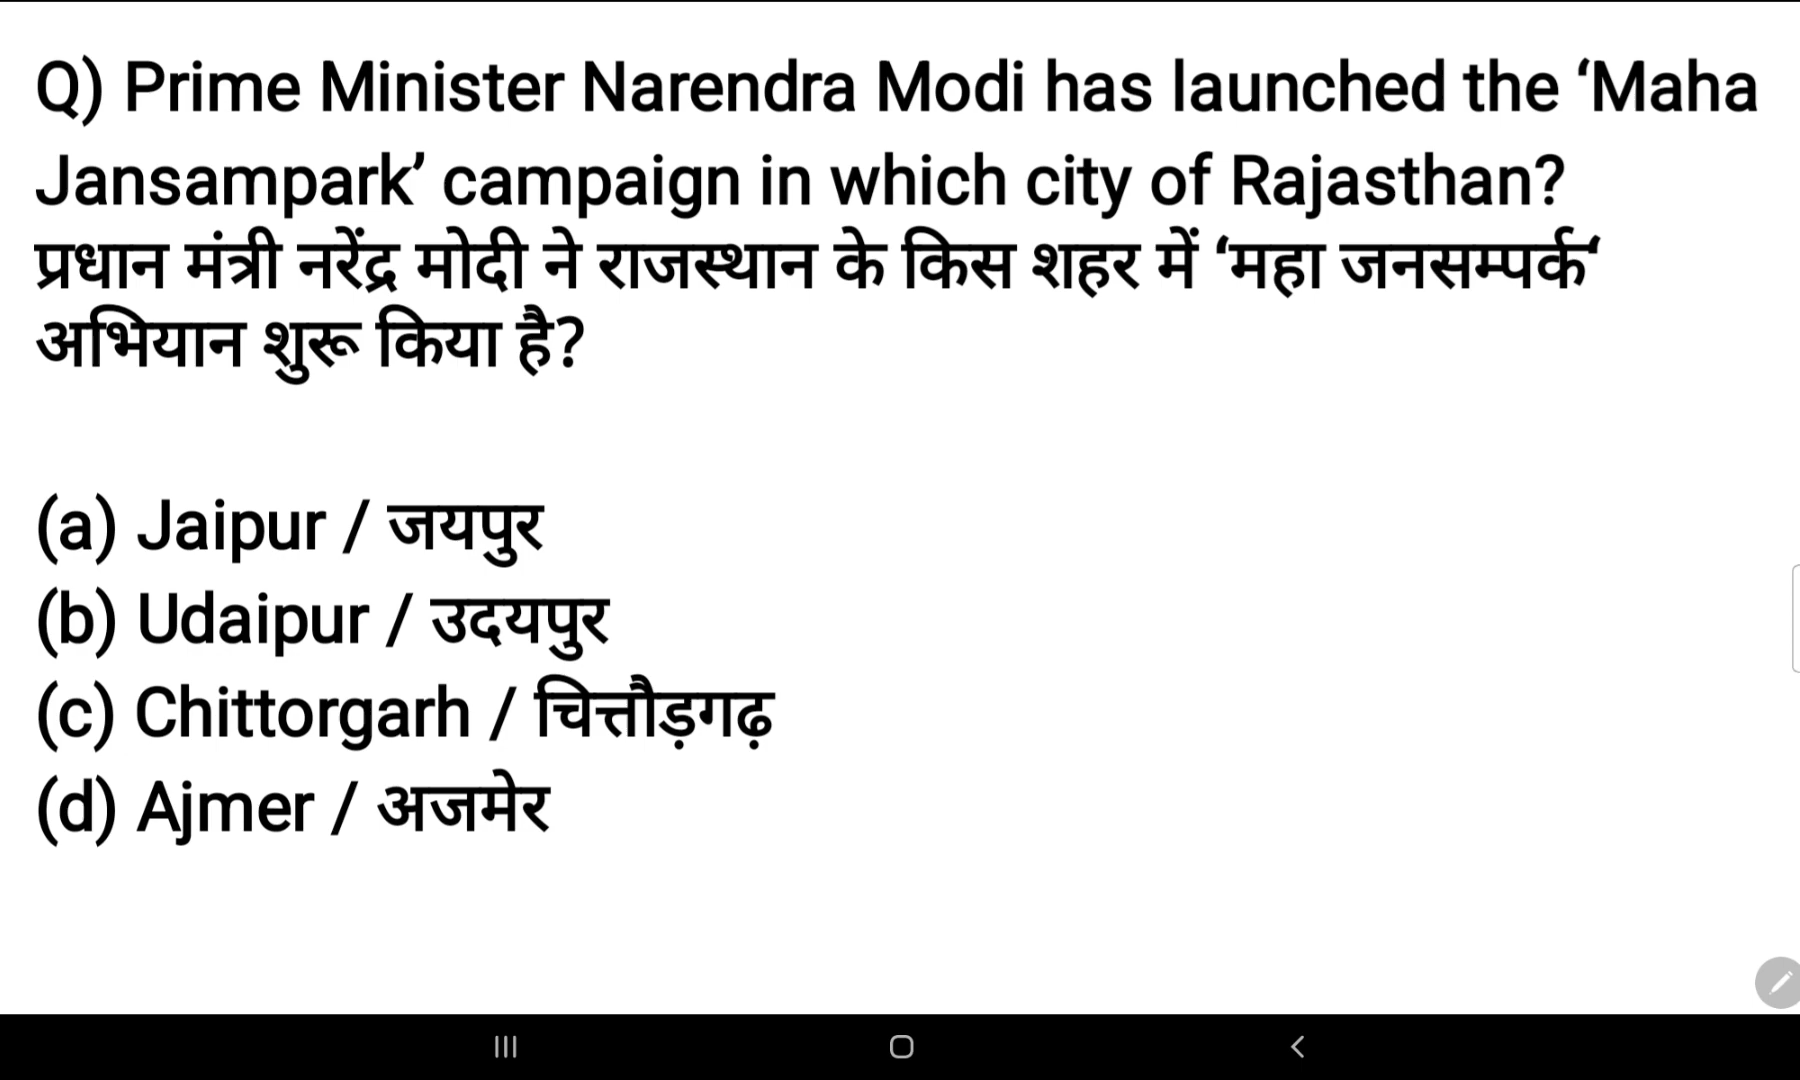 Q) Prime Minister Narendra Modi has launched the ‘Maha
Jansampark’ campaign in which city of Rajasthan?
प्रधान मंत्री नरेंद्र मोदी ने राजस्थान के किस शहर में ‘महा जनसम्पर्क‘
अभियान शुरू किया है?
(a) Jaipur / जयपुर
(b) Udaipur / उदयपुर
(c) Chittorgarh / चित्तौड़गढ़
(d) Ajmer / अजमेर